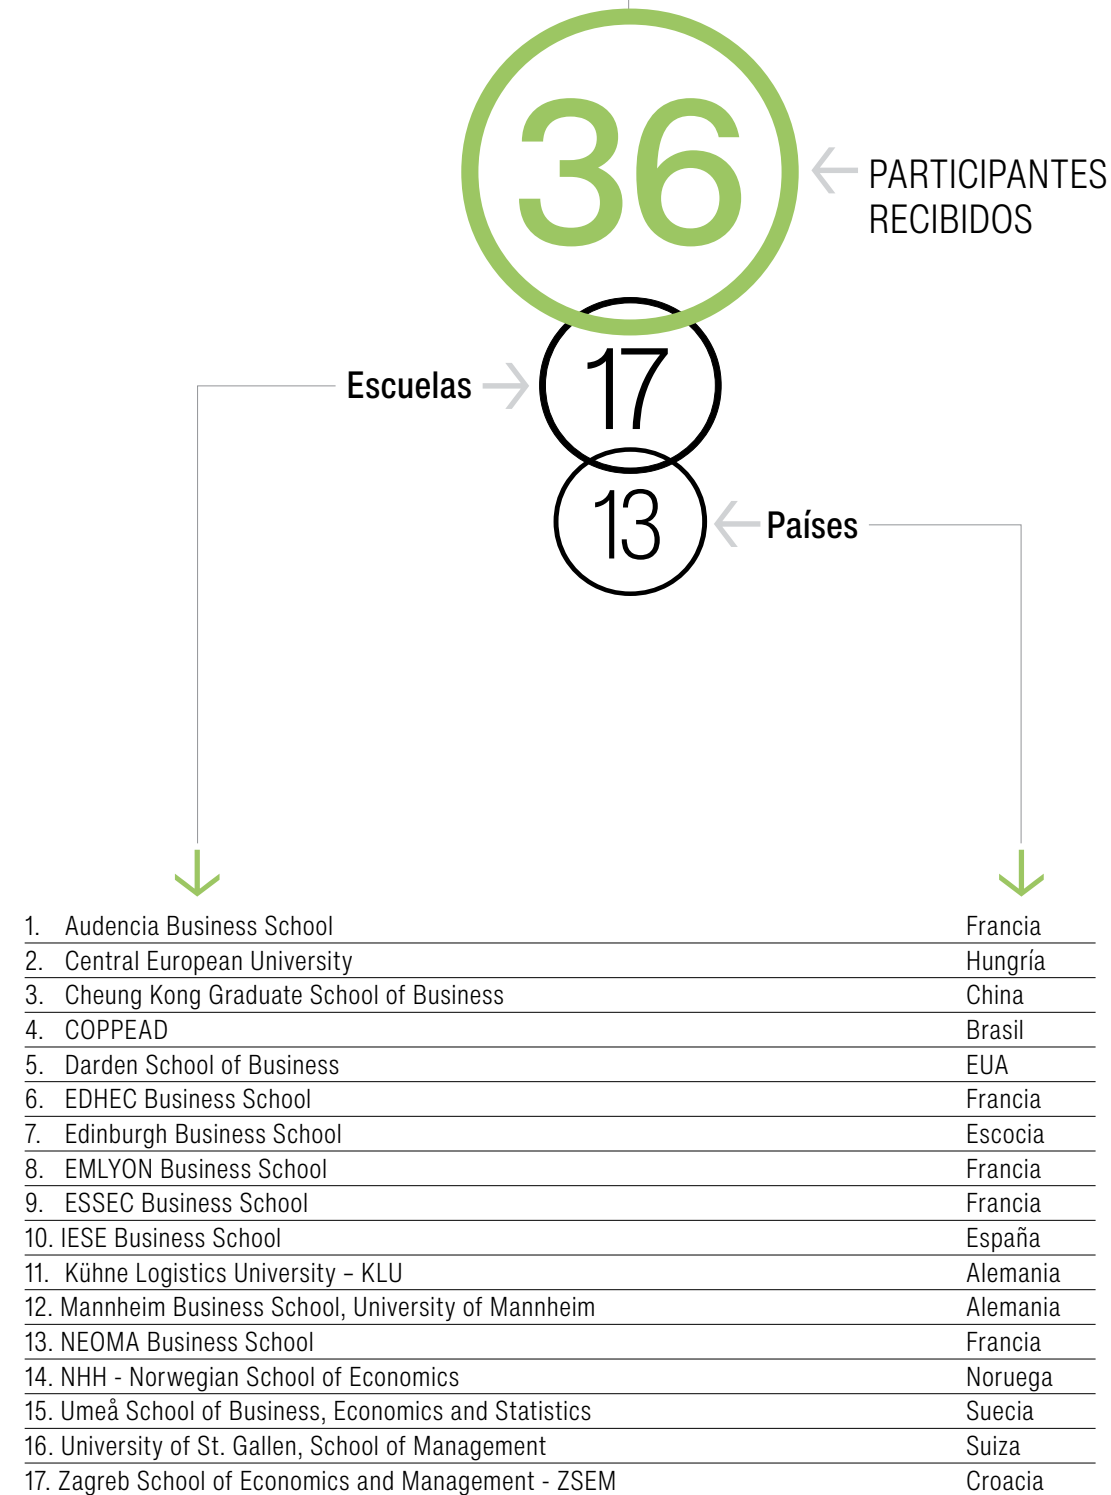 36
PARTICIPANTES
RECIBIDOS
Escuelas
17
13
Países
1. Audencia Business School Francia
2. Central European University Hungría
3. Cheung Kong Graduate School of Business China
4. COPPEAD Brasil
5. Darden School of Business EUA
6. EDHEC Business School Francia
7. Edinburgh Business School Escocia
8. EMLYON Business School Francia
9. ESSEC Business School Francia
10. IESE Business School España
11. Kühne Logistics University – KLU Alemania
12. Mannheim Business School, University of Mannheim Alemania
13. NEOMA Business School Francia
14. NHH - Norwegian School of Economics Noruega
15. Umeå School of Business, Economics and Statistics Suecia
16. University of St. Gallen, School of Management Suiza
17. Zagreb School of Economics and Management - ZSEM Croacia